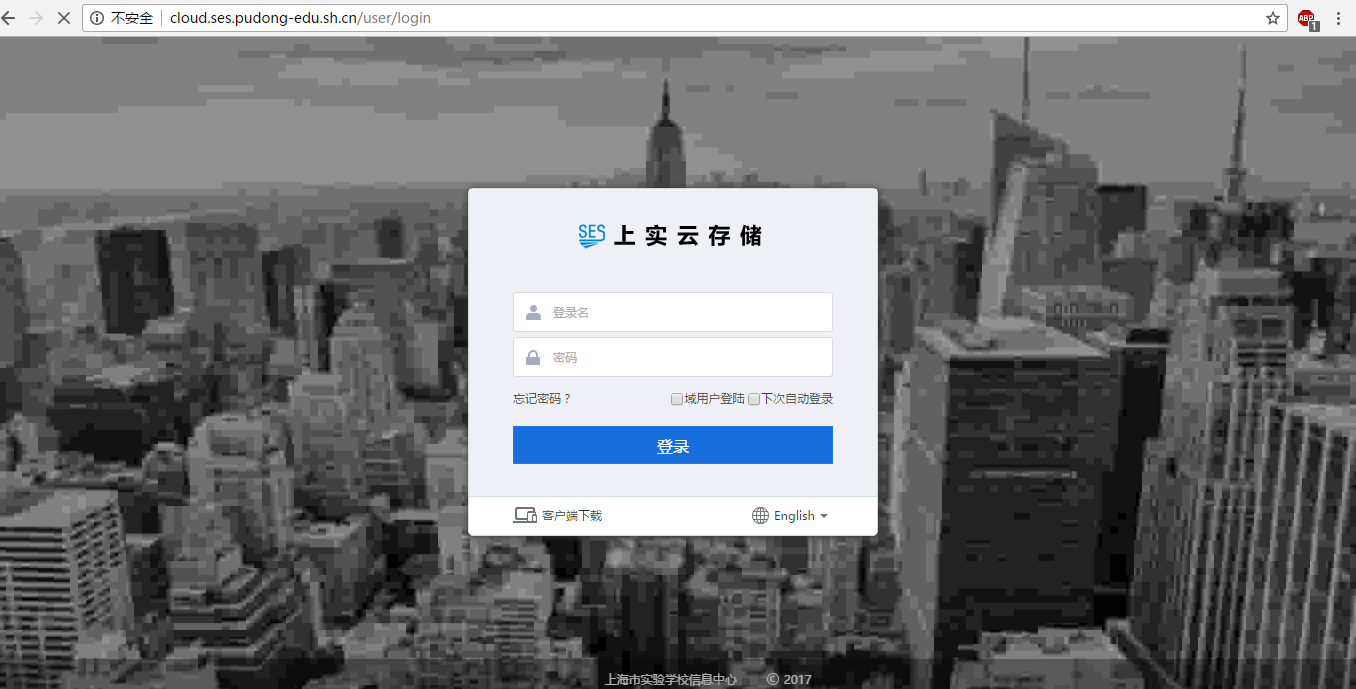 不安全 cloud.ses.pudong-edu.sh.cn/user/login
ABP
1
SES 上实云存储
登录名
密码
忘记密码？ 域用户登陆 下次自动登录
登录
客户端下载 English
上海市实验学校信息中心 © 2017